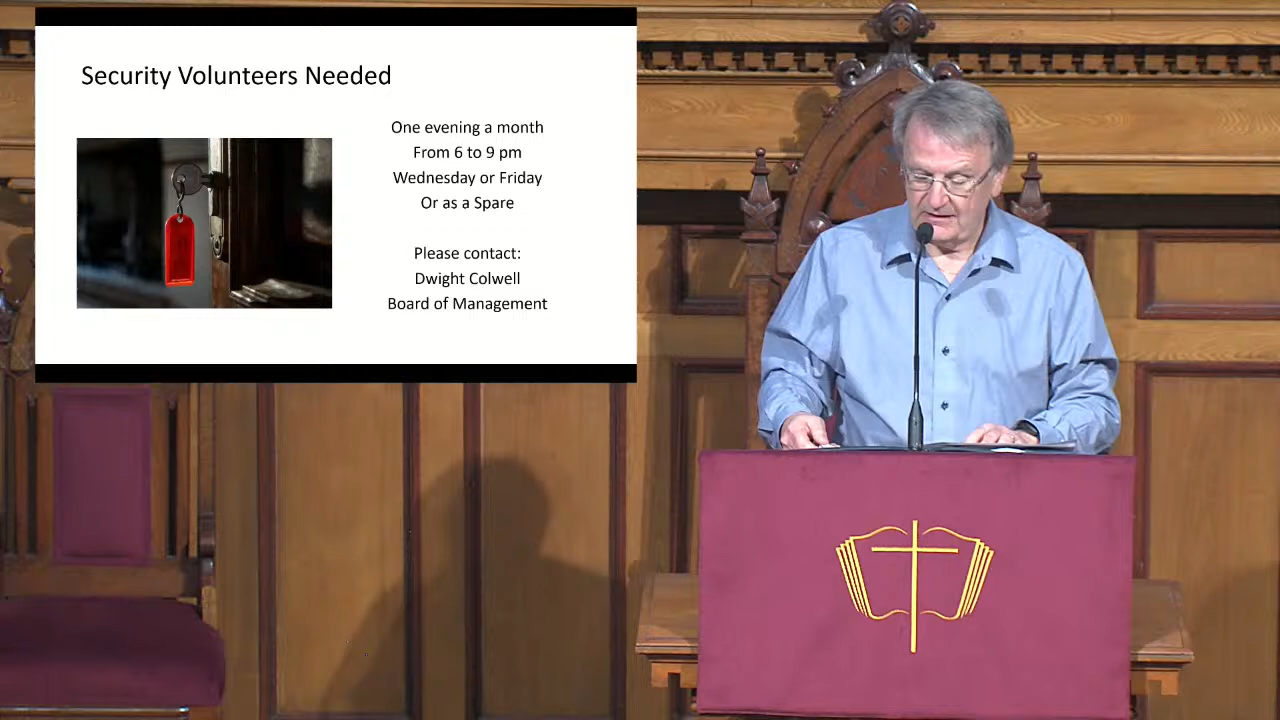 Security Volunteers Needed
One evening a month
From 6 to 9 pm
Wednesday or Friday
Or as a Spare
Please contact:
Dwight Colwell
Board of Management